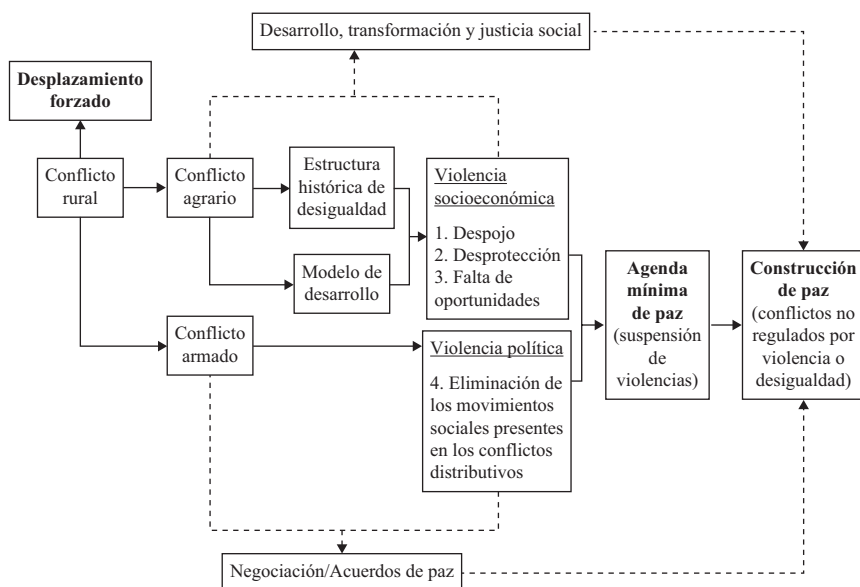 Desarrollo, transformación y justicia social
Desplazamiento
forzado
Conflicto
rural
Conflicto
agrario
Estructura
histórica de
desigualdad
Modelo de
desarrollo
Violencia
socioeconómica
1. Despojo
2. Desprotección
3. Falta de
oportunidades
Conflicto
armado
Violencia política
4. Eliminación de
los movimientos
sociales presentes
en los conflictos
distributivos
Agenda
mínima
de paz
(suspensión
de
violencias)
Construcción
de paz
(conflictos no
regulados por
violencia o
desigualdad)
Negociación/Acuerdos de paz